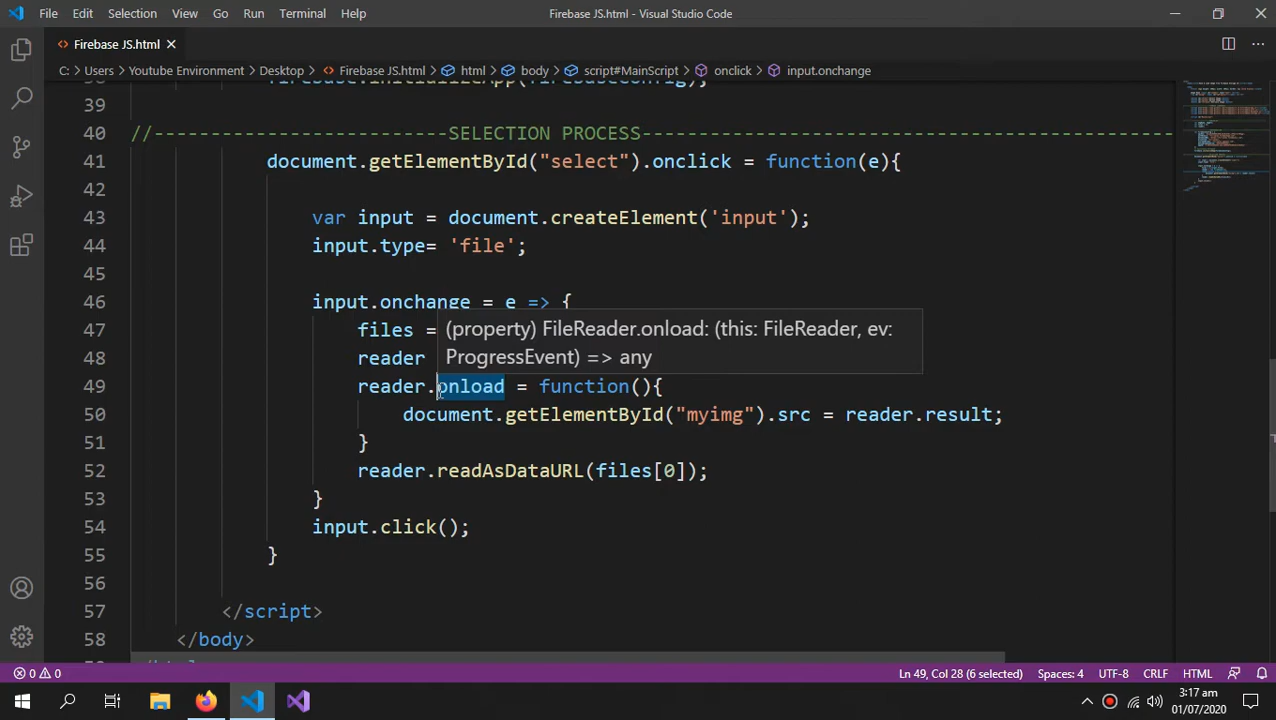 File Edit Selection View Go Run Terminal Help Firebase JS.html - Visual Studio Code
Firebase JS.html
C: > Users > Youtube Environment > Desktop > Firebase JS.html > html > body > script#MainScript > onclick > input.onchange
firebase.initializeApp(firebaseConfig);
39
40 //----------------------------SELECTION PROCESS-----------------------------------------------
41 document.getElementById("select").onclick = function(e){
42
43 var input = document.createElement('input');
44 input.type= 'file';
45
46 input.onchange = e => {
47 files =
(property) FileReader.onload: (this: FileReader, ev:
48 reader
ProgressEvent) => any
49 reader.onload = function(){
50 document.getElementById("myimg").src = reader.result;
51 }
52 reader.readAsDataURL(files[0]);
53 }
54 input.click();
55 }
56
57 </script>
58 </body>
0 0 Ln 49, Col 28 (6 selected) Spaces: 4 UTF-8 CRLF HTML
3:17 am
01/07/2020